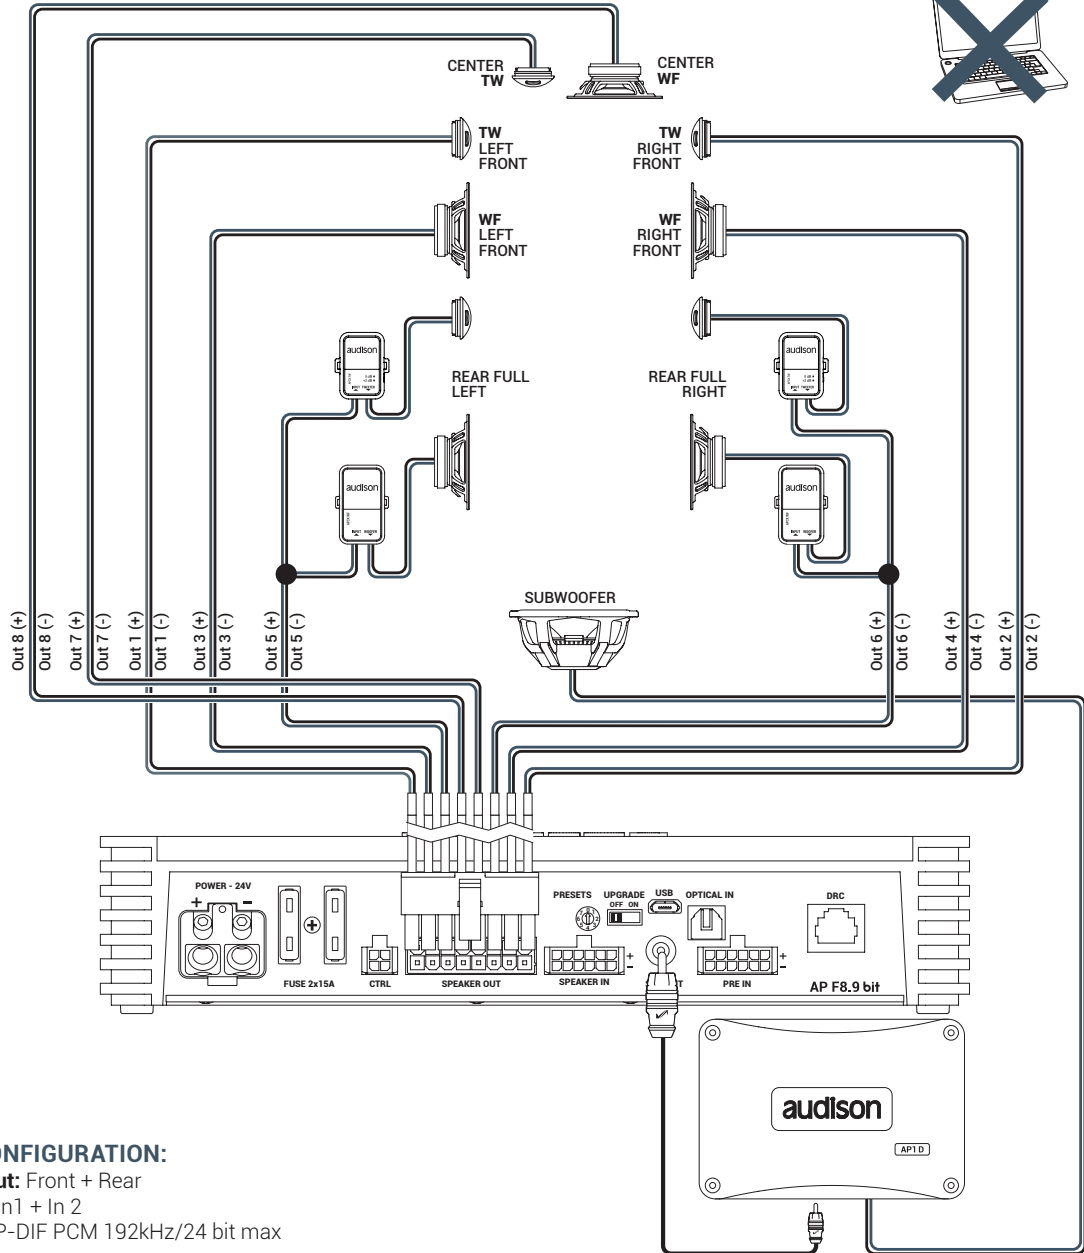 CENTER
TW
CENTER
WF
TW
LEFT
FRONT
TW
RIGHT
FRONT
WF
LEFT
FRONT
WF
RIGHT
FRONT
audison
audison
REAR FULL
LEFT
REAR FULL
RIGHT
audison
INPUT WOOFER
audison
INPUT WOOFER
SUBWOOFER
Out 8 (+)
Out 8 (-)
Out 7 (+)
Out 7 (-)
Out 1 (+)
Out 1 (-)
Out 3 (+)
Out 3 (-)
Out 5 (+)
Out 5 (-)
Out 6 (+)
Out 6 (-)
Out 4 (+)
Out 4 (-)
Out 2 (+)
Out 2 (-)
POWER - 24V
+ -
FUSE 2x15A
CTRL
SPEAKER OUT
PRESETS
UPGRADE
OFF ON
USB
OPTICAL IN
DRC
SPEAKER IN
+
-
PRE IN
+
-
AP F8.9 bit
audison
AP1 D
ONFIGURATION:
ut: Front + Rear
n1 + In 2
P-DIF PCM 192kHz/24 bit max